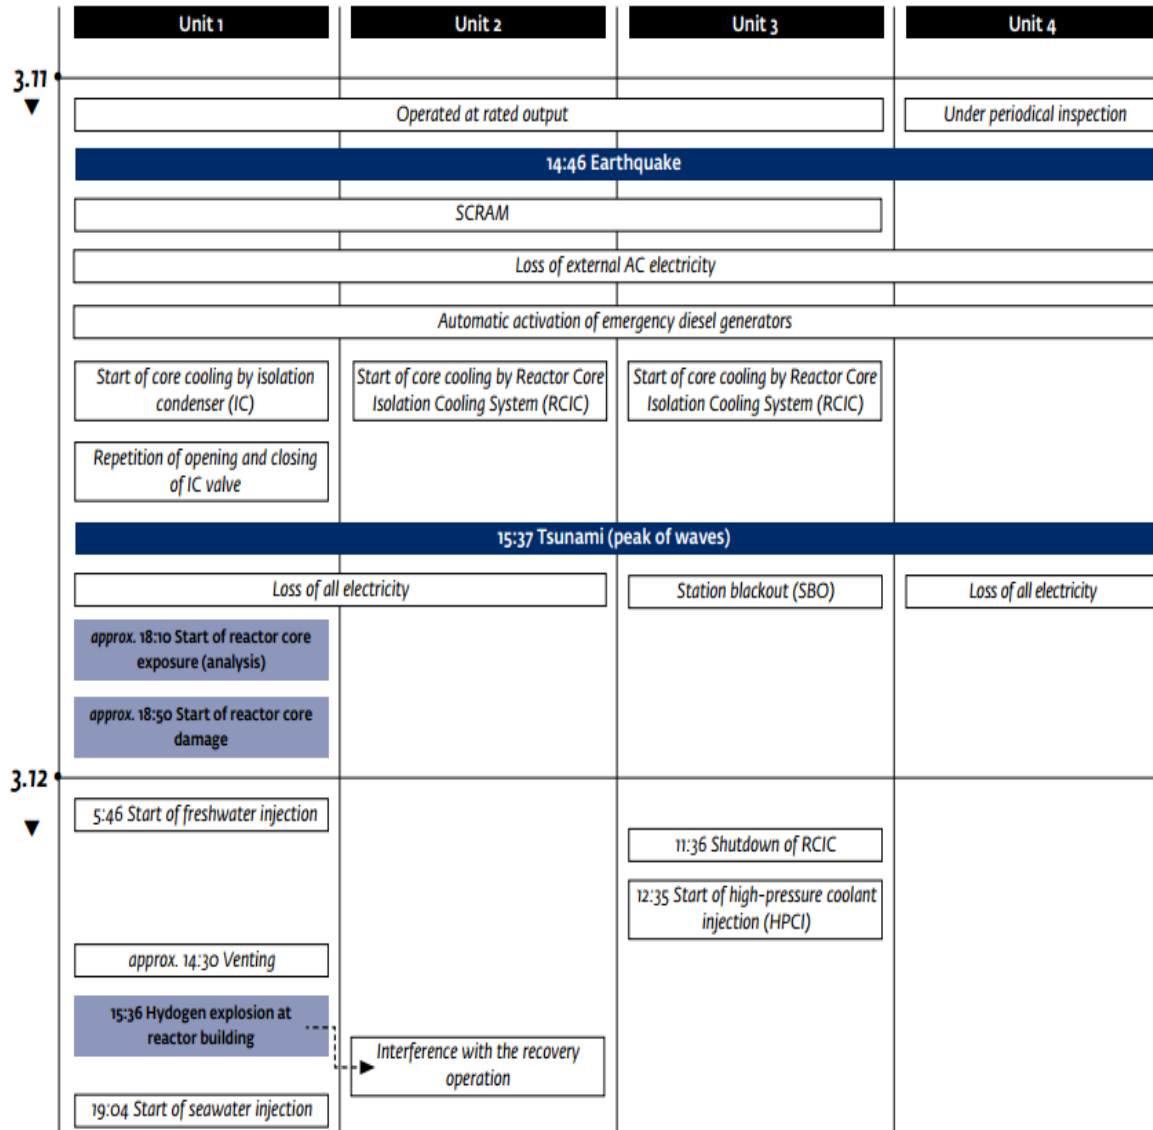 Unit 1
Unit 2
Unit 3
Unit 4
3.11
▼
Operated at rated output
Under periodical inspection
14:46 Earthquake
SCRAM
Loss of external AC electricity
Automatic activation of emergency diesel generators
Start of core cooling by isolation
condenser (IC)
Start of core cooling by Reactor Core
Isolation Cooling System (RCIC)
Start of core cooling by Reactor Core
Isolation Cooling System (RCIC)
Repetition of opening and closing
of IC valve
15:37 Tsunami (peak of waves)
Loss of all electricity
Station blackout (SBO)
Loss of all electricity
approx. 18:10 Start of reactor core
exposure (analysis)
approx. 18:50 Start of reactor core
damage
3.12
▼
5:46 Start of freshwater injection
11:36 Shutdown of RCIC
12:35 Start of high-pressure coolant
injection (HPCI)
approx. 14:30 Venting
15:36 Hydogen explosion at
reactor building
Interference with the recovery
operation
19:04 Start of seawater injection